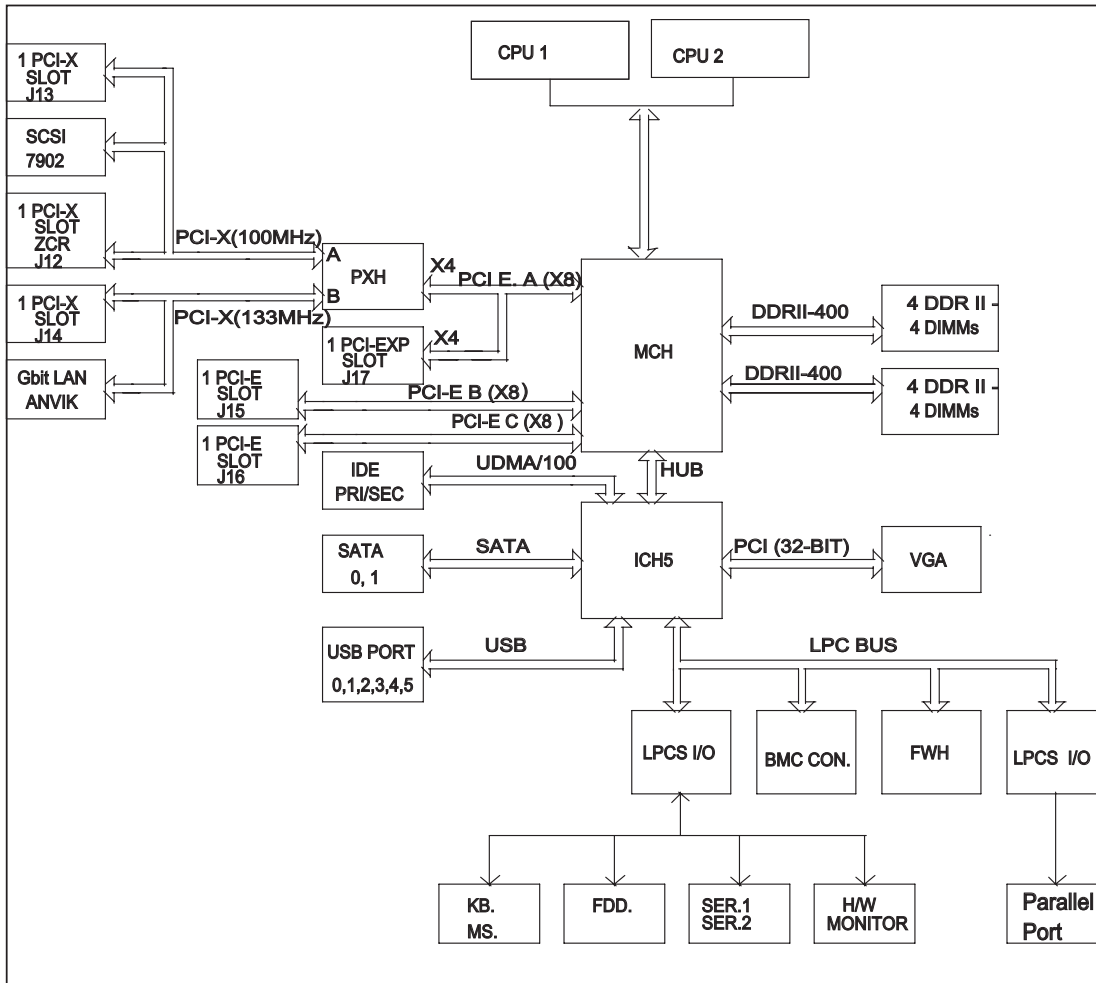 CPU 1
CPU 2
1 PCI-X
SLOT
J13
SCSI
7902
1 PCI-X
SLOT
ZCR
J12
PCI-X(100MHz)
A
B
PXH
X4
PCI E. A (X8)
1 PCI-X
SLOT
J14
PCI-X(133MHz)
MCH
DDRII-400
4 DDR II -
4 DIMMs
1 PCI-EXP
SLOT
J17
X4
Gbit LAN
ANVIK
1 PCI-E
SLOT
J15
PCI-E B (X8)
DDRII-400
4 DDR II -
4 DIMMs
1 PCI-E
SLOT
J16
PCI-E C (X8 )
IDE
PRI/SEC
UDMA/100
HUB
SATA
0, 1
SATA
ICH5
PCI (32-BIT)
VGA
USB PORT
0,1,2,3,4,5
USB
LPC BUS
LPCS I/O
BMC CON.
FWH
LPCS I/O
KB.
MS.
FDD.
SER.1
SER.2
H/W
MONITOR
Parallel
Port